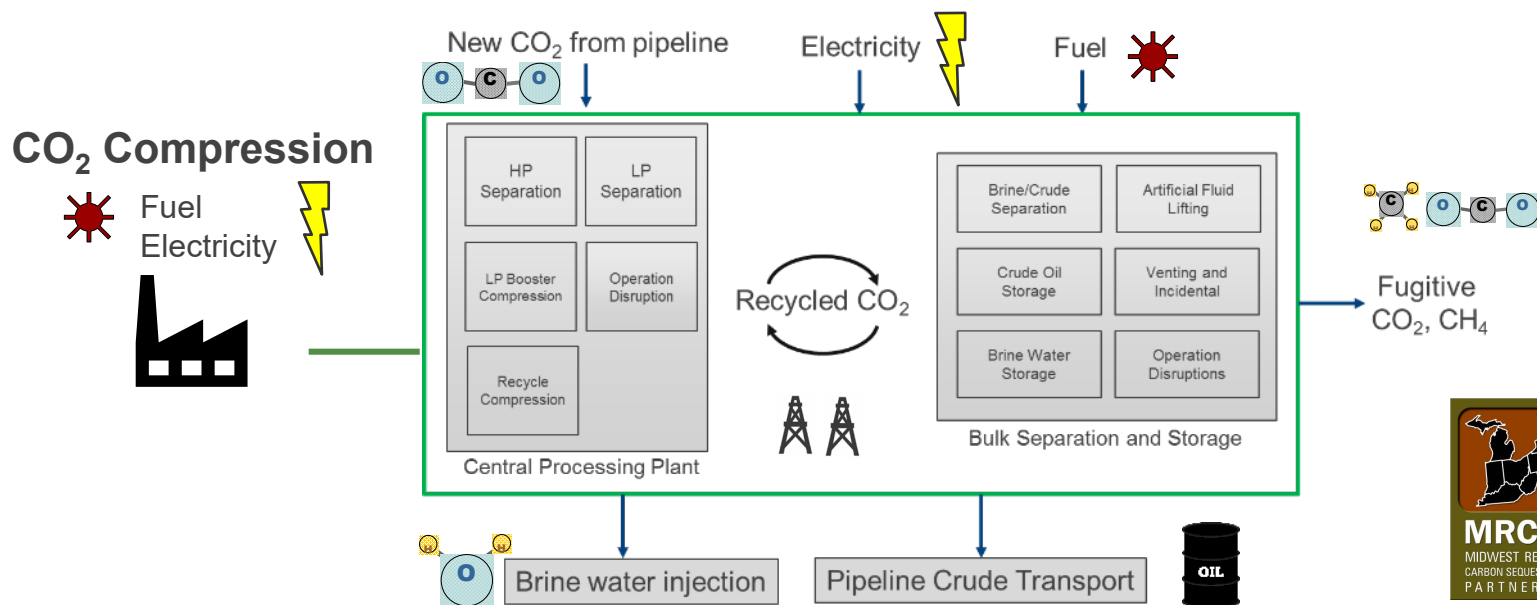 New CO₂ from pipeline
Electricity
Fuel
O C O
CO₂ Compression
Fuel
Electricity
HP
Separation
LP
Separation
LP Booster
Compression
Operation
Disruption
Recycle
Compression
Central Processing Plant
Recycled CO₂
Brine/Crude
Separation
Artificial Fluid
Lifting
Crude Oil
Storage
Venting and
Incidental
Brine Water
Storage
Operation
Disruptions
Bulk Separation and Storage
H H
C
H H
O C O
Fugitive
CO₂, CH₄
H H
O
Brine water injection
Pipeline Crude Transport
OIL
MRC
MIDWEST RE
CARBON SEQUES
PARTNER